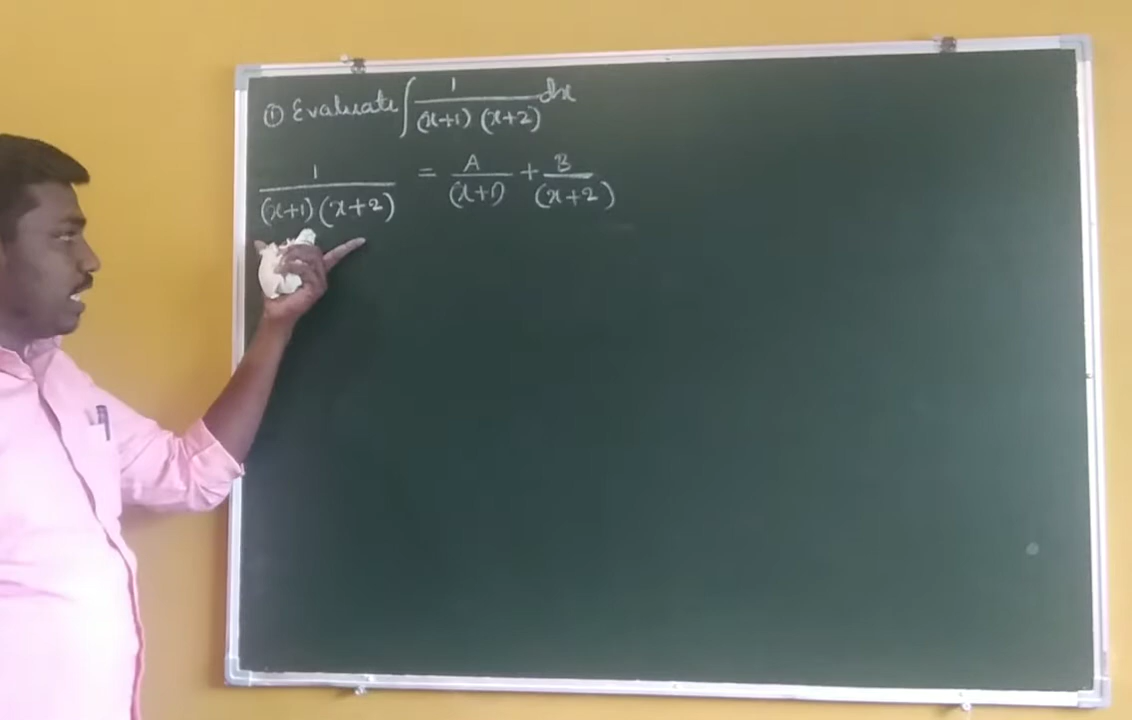 ① Evaluate ∫ 1/((x+1) (x+2)) dx
1/((x+1)(x+2)) = A/(x+1) + B/(x+2)